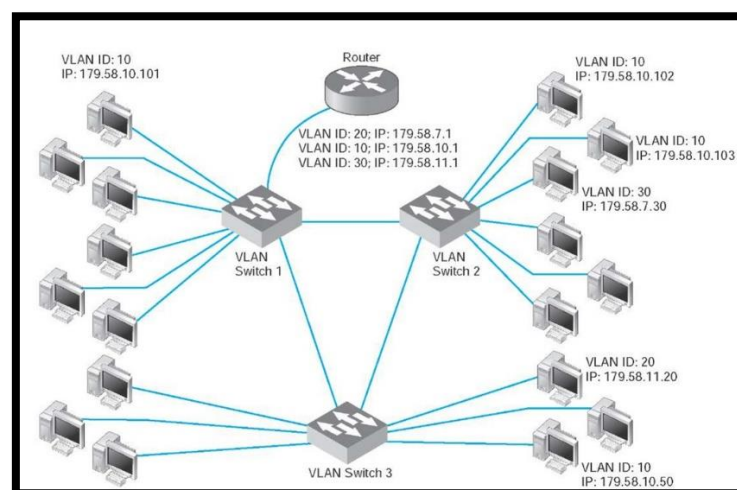 VLAN ID: 10
IP: 179.58.10.101
Router
VLAN ID: 10
IP: 179.58.10.102
VLAN ID: 20; IP: 179.58.7.1
VLAN ID: 10; IP: 179.58.10.1
VLAN ID: 30; IP: 179.58.11.1
VLAN ID: 10
IP: 179.58.10.103
VLAN ID: 30
IP: 179.58.7.30
VLAN
Switch 1
VLAN
Switch 2
VLAN ID: 20
IP: 179.58.11.20
VLAN Switch 3
VLAN ID: 10
IP: 179.58.10.50